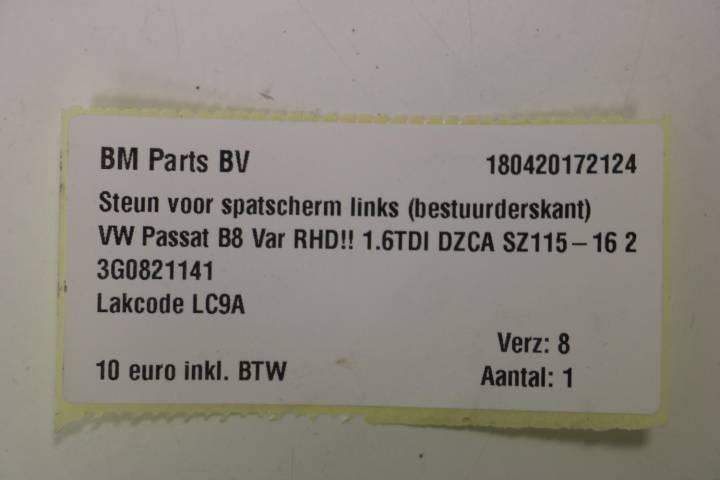 BM Parts BV 180420172124
Steun voor spatscherm links (bestuurderskant)
VW Passat B8 Var RHD!! 1.6TDI DZCA SZ115-16 2
3G0821141
Lakcode LC9A
Verz: 8
10 euro inkl. BTW Aantal: 1